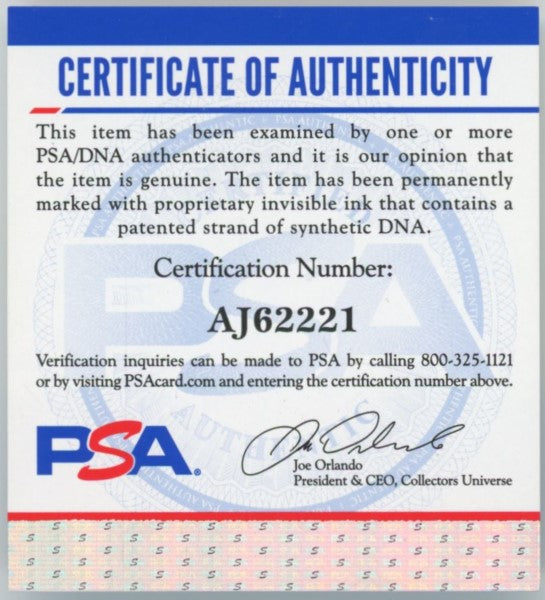 CERTIFICATE OF AUTHENTICITY
This item has been examined by one or more
PSA/DNA authenticators and it is our opinion that
the item is genuine. The item has been permanently
marked with proprietary invisible ink that contains a
patented strand of synthetic DNA.
Certification Number:
AJ62221
Verification inquiries can be made to PSA by calling 800-325-1121
or by visiting PSAcard.com and entering the certification number above.
PSA.
Joe Orlando
President & CEO, Collectors Universe